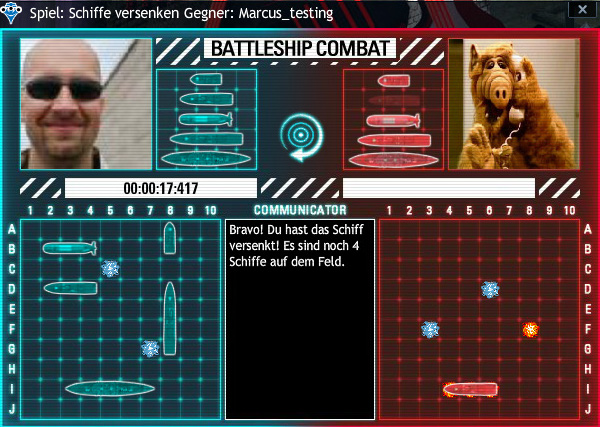 Spiel: Schiffe versenken Gegner: Marcus_testing
BATTLESHIP COMBAT
00:00:17:417
1 2 3 4 5 6 7 8 9 10 COMMUNICATOR 1 2 3 4 5 6 7 8 9 10
Bravo! Du hast das Schiff
versenkt! Es sind noch 4
Schiffe auf dem Feld.
A A
B B
C C
D D
E E
F F
G G
H H
I I
J J